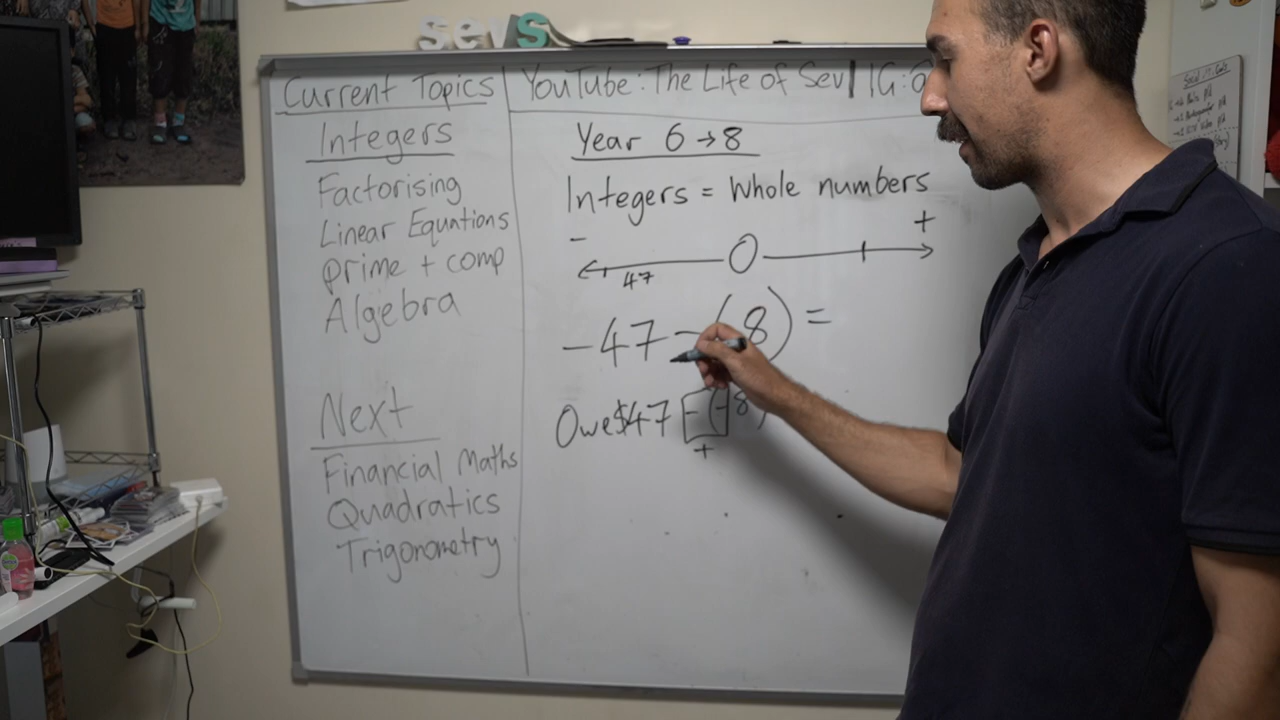 sevs
Current Topics
Integers
Factorising
Linear Equations
prime + comp
Algebra
Next
Financial Maths
Quadratics
Trigonometry
YouTube: The Life of Sev | IG:
Year 6 → 8
Integers = Whole numbers
- +
0
47
-47 - ( 8) =
Owe $47 - (-8
+